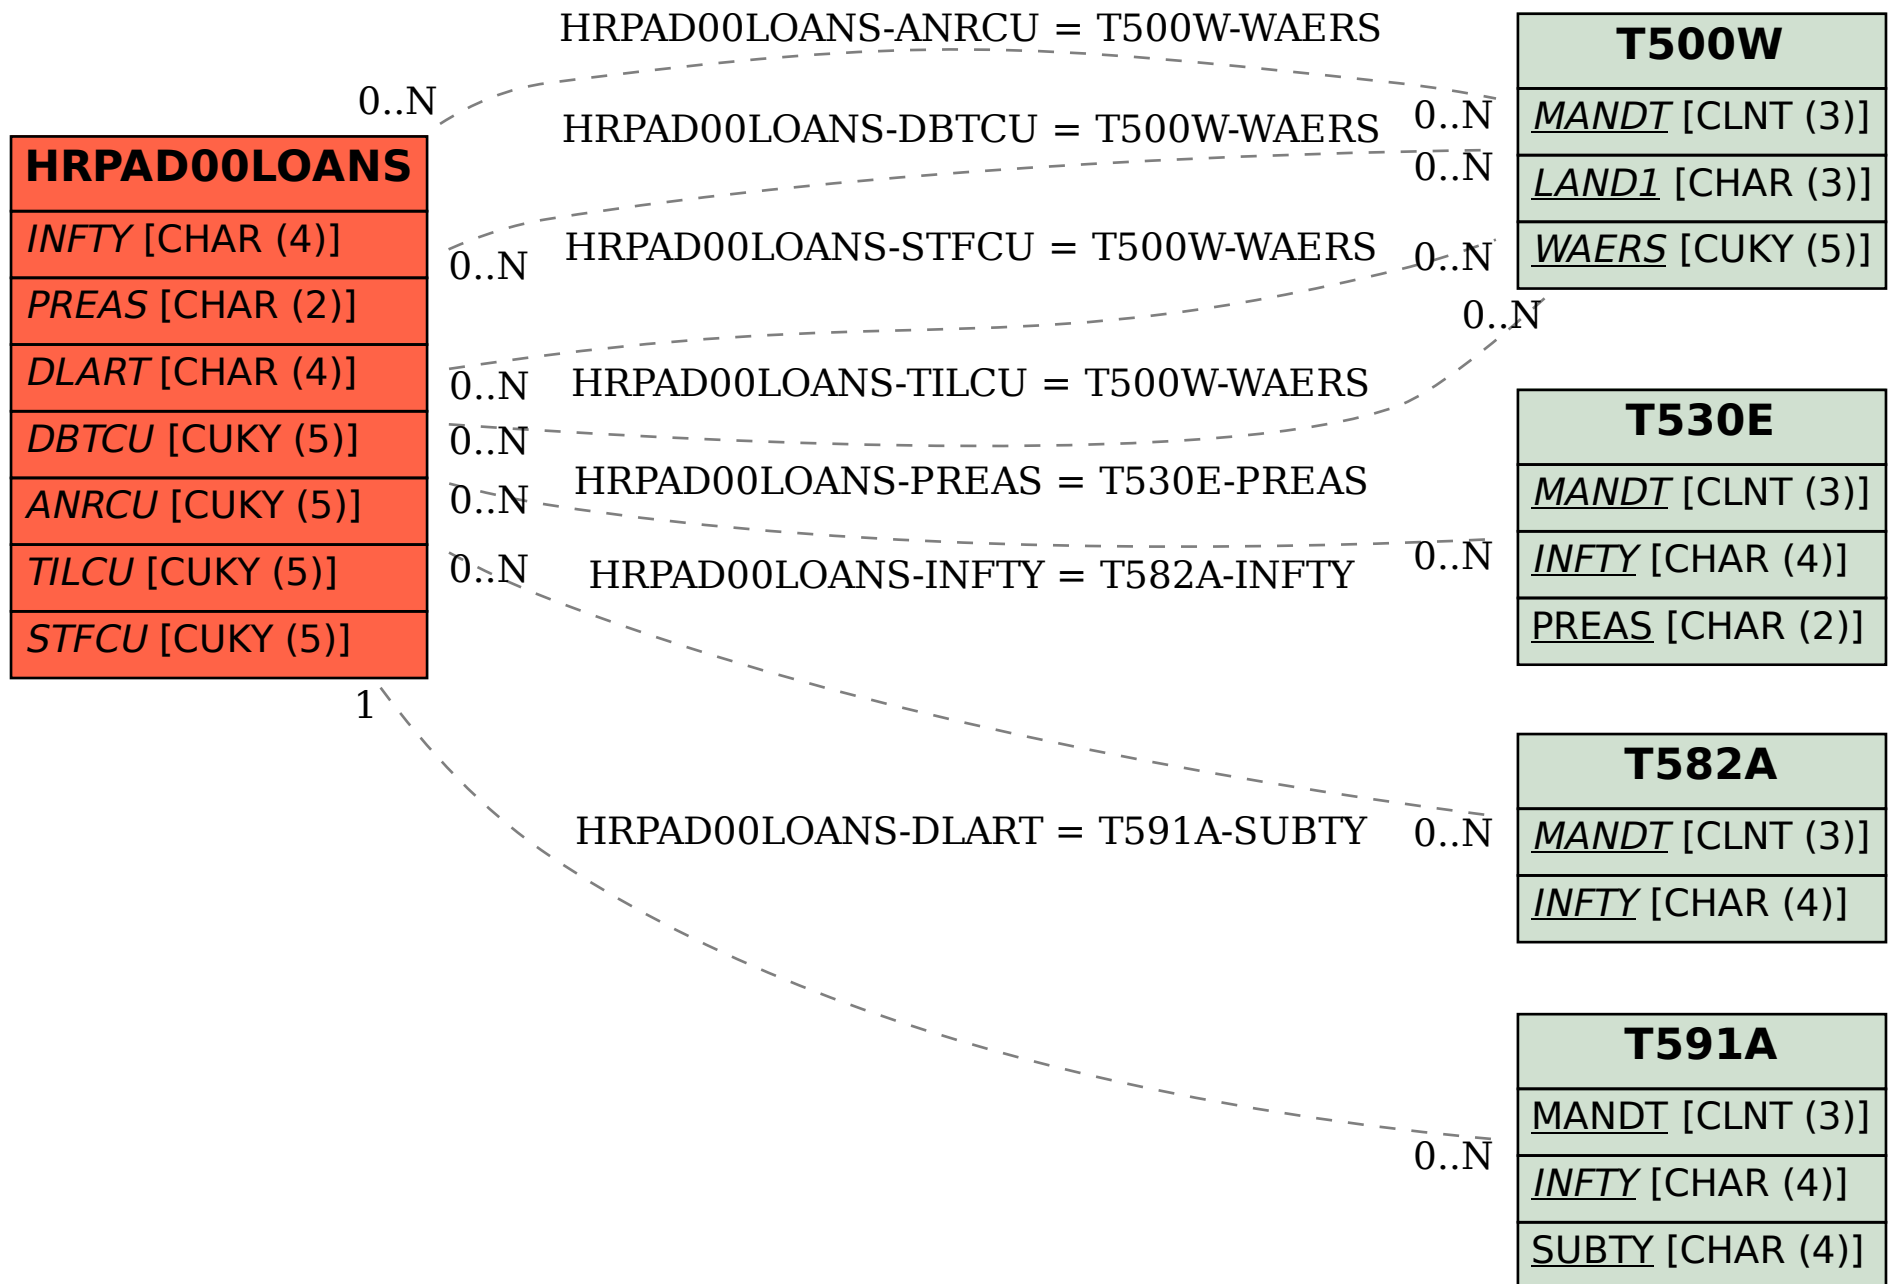 HRPAD00LOANS
INFTY [CHAR (4)]
PREAS [CHAR (2)]
DLART [CHAR (4)]
DBTCU [CUKY (5)]
ANRCU [CUKY (5)]
TILCU [CUKY (5)]
STFCU [CUKY (5)]
HRPAD00LOANS-ANRCU = T500W-WAERS
0..N
0..N
HRPAD00LOANS-DBTCU = T500W-WAERS
0..N
0..N
HRPAD00LOANS-STFCU = T500W-WAERS
0..N
0..N
HRPAD00LOANS-TILCU = T500W-WAERS
0..N
0..N
HRPAD00LOANS-PREAS = T530E-PREAS
0..N
0..N
HRPAD00LOANS-INFTY = T582A-INFTY
0..N
0..N
HRPAD00LOANS-DLART = T591A-SUBTY
1
0..N
T500W
MANDT [CLNT (3)]
LAND1 [CHAR (3)]
WAERS [CUKY (5)]
T530E
MANDT [CLNT (3)]
INFTY [CHAR (4)]
PREAS [CHAR (2)]
T582A
MANDT [CLNT (3)]
INFTY [CHAR (4)]
T591A
MANDT [CLNT (3)]
INFTY [CHAR (4)]
SUBTY [CHAR (4)]